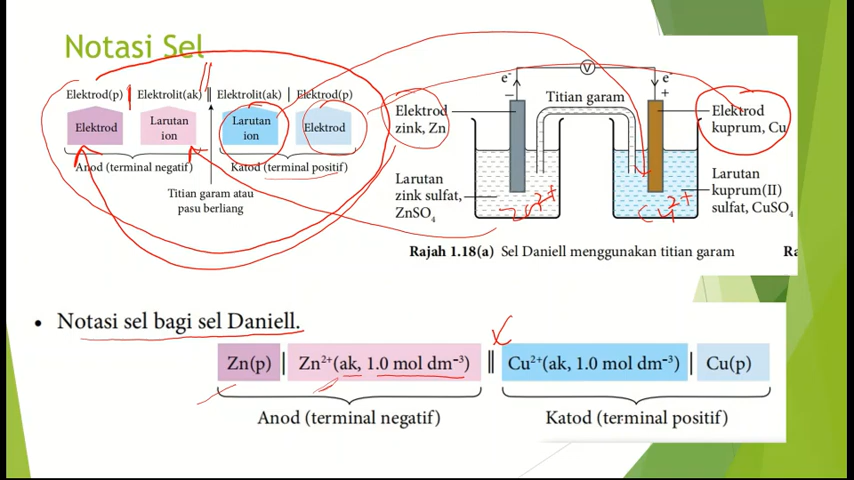 Notasi Sel
Elektrod(p) | Elektrolit(ak) || Elektrolit(ak) | Elektrod(p)
Elektrod
Larutan
ion
Larutan
ion
Elektrod
Anod (terminal negatif)
Katod (terminal positif)
Titian garam atau
pasu berliang
e⁻
V
e⁻
−
+
Titian garam
Elektrod
zink, Zn
Elektrod
kuprum, Cu
Larutan
zink sulfat,
ZnSO₄
Zn²⁺
Cu²⁺
Larutan
kuprum(II)
sulfat, CuSO₄
Rajah 1.18(a) Sel Daniell menggunakan titian garam
Ra
• Notasi sel bagi sel Daniell.
Zn(p) | Zn²⁺(ak, 1.0 mol dm⁻³) || Cu²⁺(ak, 1.0 mol dm⁻³) | Cu(p)
Anod (terminal negatif)
Katod (terminal positif)